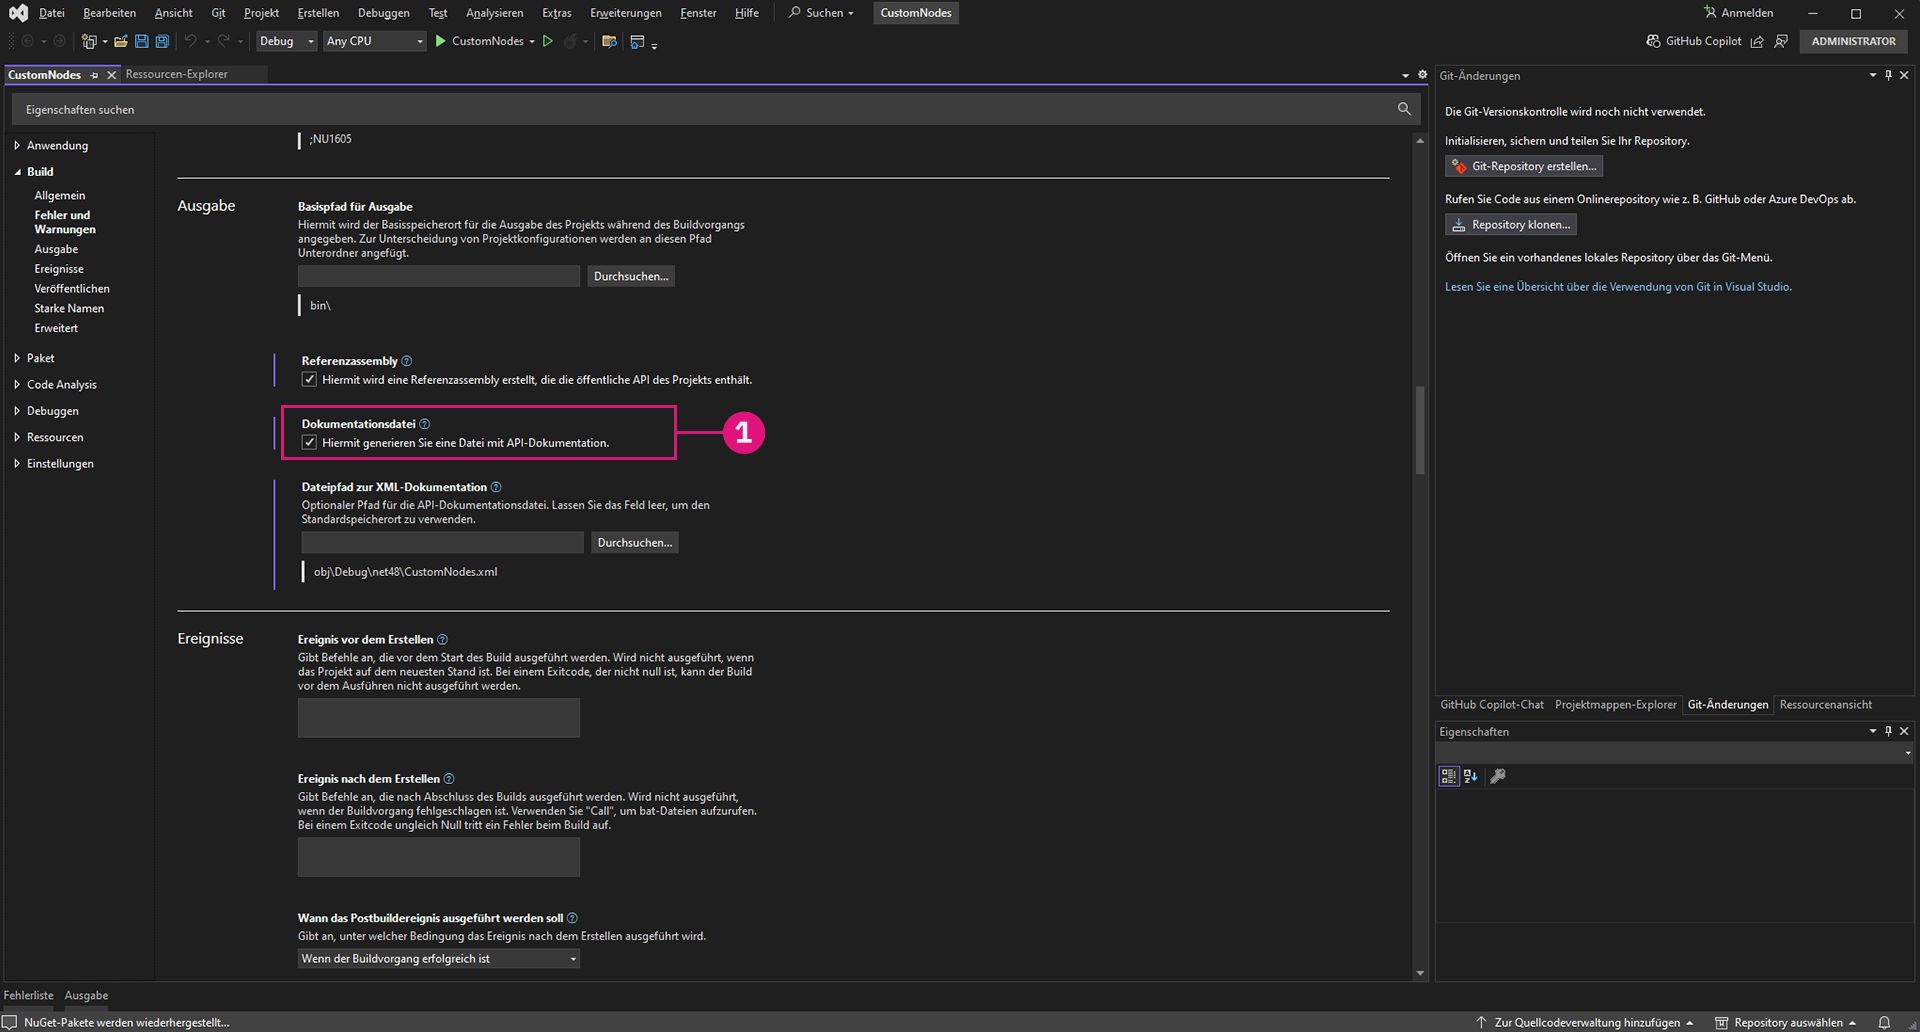 Datei Bearbeiten Ansicht Git Projekt Erstellen Debuggen Test Analysieren Extras Erweiterungen Fenster Hilfe Suchen CustomNodes Anmelden
Debug Any CPU CustomNodes GitHub Copilot ADMINISTRATOR
CustomNodes Ressourcen-Explorer
Eigenschaften suchen
Anwendung
Build
Allgemein
Fehler und
Warnungen
Ausgabe
Ereignisse
Veröffentlichen
Starke Namen
Erweitert
Paket
Code Analysis
Debuggen
Ressourcen
Einstellungen
;NU1605
Ausgabe
Basispfad für Ausgabe
Hiermit wird der Basisspeicherort für die Ausgabe des Projekts während des Buildvorgangs
angegeben. Zur Unterscheidung von Projektkonfigurationen werden an diesen Pfad
Unterordner angefügt.
Durchsuchen...
bin\
Referenzassembly
Hiermit wird eine Referenzassembly erstellt, die die öffentliche API des Projekts enthält.
Dokumentationsdatei
Hiermit generieren Sie eine Datei mit API-Dokumentation.
1
Dateipfad zur XML-Dokumentation
Optionaler Pfad für die API-Dokumentationsdatei. Lassen Sie das Feld leer, um den
Standardspeicherort zu verwenden.
Durchsuchen...
obj\Debug\net48\CustomNodes.xml
Ereignisse
Ereignis vor dem Erstellen
Gibt Befehle an, die vor dem Start des Build ausgeführt werden. Wird nicht ausgeführt, wenn
das Projekt auf dem neuesten Stand ist. Bei einem Exitcode, der nicht null ist, kann der Build
vor dem Ausführen nicht ausgeführt werden.
Ereignis nach dem Erstellen
Gibt Befehle an, die nach Abschluss des Builds ausgeführt werden. Wird nicht ausgeführt,
wenn der Buildvorgang fehlgeschlagen ist. Verwenden Sie "Call", um bat-Dateien aufzurufen.
Bei einem Exitcode ungleich Null tritt ein Fehler beim Build auf.
Wann das Postbuildereignis ausgeführt werden soll
Gibt an, unter welcher Bedingung das Ereignis nach dem Erstellen ausgeführt wird.
Wenn der Buildvorgang erfolgreich ist
Git-Änderungen
Die Git-Versionskontrolle wird noch nicht verwendet.
Initialisieren, sichern und teilen Sie Ihr Repository.
Git-Repository erstellen...
Rufen Sie Code aus einem Onlinerepository wie z. B. GitHub oder Azure DevOps ab.
Repository klonen...
Öffnen Sie ein vorhandenes lokales Repository über das Git-Menü.
Lesen Sie eine Übersicht über die Verwendung von Git in Visual Studio.
GitHub Copilot-Chat Projektmappen-Explorer Git-Änderungen Ressourcenansicht
Eigenschaften
Fehlerliste Ausgabe
NuGet-Pakete werden wiederhergestellt... Zur Quellcodeverwaltung hinzufügen Repository auswählen